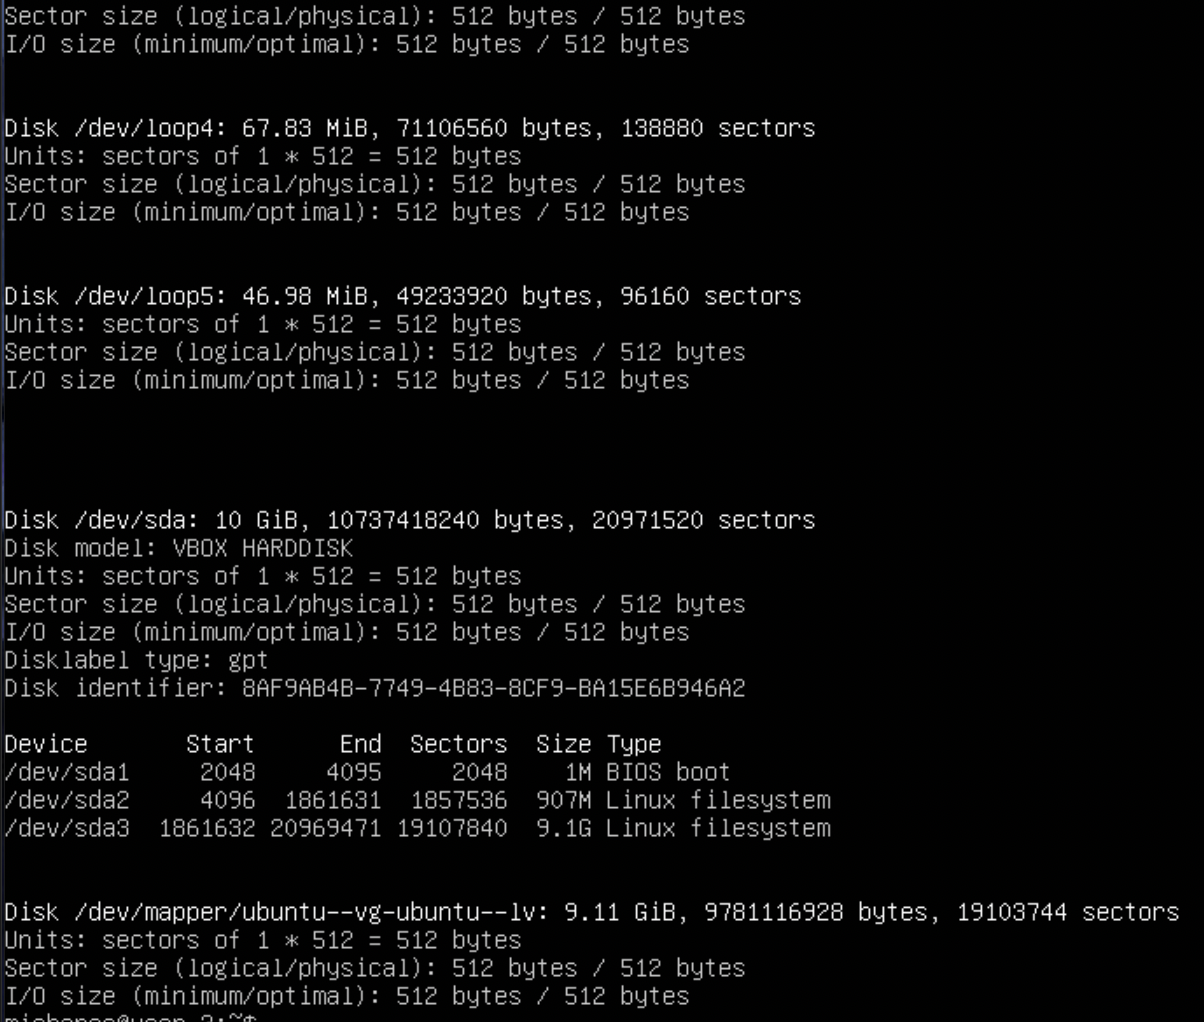 Sector size (logical/physical): 512 bytes / 512 bytes
I/O size (minimum/optimal): 512 bytes / 512 bytes
Disk /dev/loop4: 67.83 MiB, 71106560 bytes, 138880 sectors
Units: sectors of 1 * 512 = 512 bytes
Sector size (logical/physical): 512 bytes / 512 bytes
I/O size (minimum/optimal): 512 bytes / 512 bytes
Disk /dev/loop5: 46.98 MiB, 49233920 bytes, 96160 sectors
Units: sectors of 1 * 512 = 512 bytes
Sector size (logical/physical): 512 bytes / 512 bytes
I/O size (minimum/optimal): 512 bytes / 512 bytes
Disk /dev/sda: 10 GiB, 10737418240 bytes, 20971520 sectors
Disk model: VBOX HARDDISK
Units: sectors of 1 * 512 = 512 bytes
Sector size (logical/physical): 512 bytes / 512 bytes
I/O size (minimum/optimal): 512 bytes / 512 bytes
Disklabel type: gpt
Disk identifier: 8AF9AB4B-7749-4B83-8CF9-BA15E6B946A2
Device Start End Sectors Size Type
/dev/sda1 2048 4095 2048 1M BIOS boot
/dev/sda2 4096 1861631 1857536 907M Linux filesystem
/dev/sda3 1861632 20969471 19107840 9.1G Linux filesystem
Disk /dev/mapper/ubuntu--vg-ubuntu--lv: 9.11 GiB, 9781116928 bytes, 19103744 sectors
Units: sectors of 1 * 512 = 512 bytes
Sector size (logical/physical): 512 bytes / 512 bytes
I/O size (minimum/optimal): 512 bytes / 512 bytes